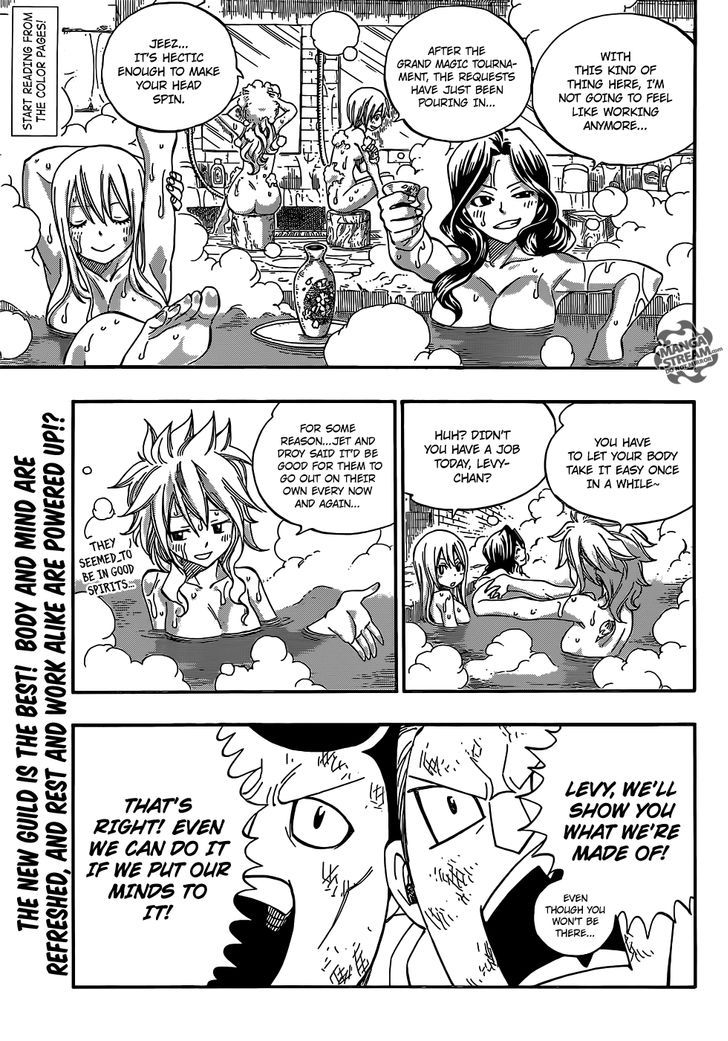 START READING FROM
THE COLOR PAGES!
WITH
THIS KIND OF
THING HERE, I'M
NOT GOING TO FEEL
LIKE WORKING
ANYMORE...
AFTER THE
GRAND MAGIC TOURNA-
MENT, THE REQUESTS
HAVE JUST BEEN
POURING IN...
JEEZ...
IT'S HECTIC
ENOUGH TO MAKE
YOUR HEAD
SPIN.
MANGA
STREAM.com
DO NOT MIRROR
YOU HAVE
TO LET YOUR BODY
TAKE IT EASY ONCE
IN A WHILE~
HUH? DIDN'T
YOU HAVE A JOB
TODAY, LEVY-
CHAN?
FOR SOME
REASON...JET AND
DROY SAID IT'D BE
GOOD FOR THEM TO
GO OUT ON THEIR
OWN EVERY NOW
AND AGAIN...
THEY
SEEMED TO
BE IN GOOD
SPIRITS...
THE NEW GUILD IS THE BEST! BODY AND MIND ARE
REFRESHED, AND REST AND WORK ALIKE ARE POWERED UP!?
LEVY, WE'LL
SHOW YOU
WHAT WE'RE
MADE OF!
EVEN
THOUGH YOU
WON'T BE
THERE...
THAT'S
RIGHT! EVEN
WE CAN DO IT
IF WE PUT OUR
MINDS TO
IT!